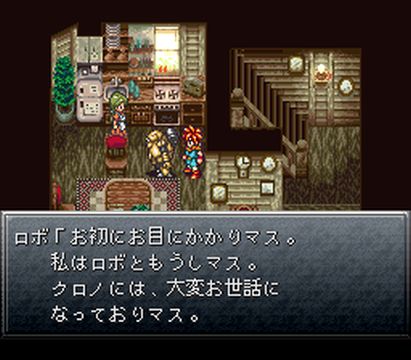 ロボ「お初にお目にかかりマス。
私はロボともうしマス。
クロノには、大変お世話に
なっておりマス。